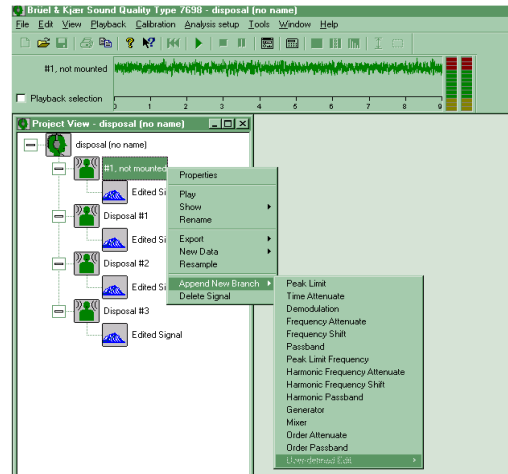 Brüel & Kjær Sound Quality Type 7698 - disposal (no name)
File Edit View Playback Calibration Analysis setup Tools Window Help
#1, not mounted
Playback selection
0 1 2 3 4 5 6 7 8 9
Project View - disposal (no name)
disposal (no name)
#1, not mounted
Edited Si
Disposal #1
Edited Si
Disposal #2
Edited Si
Disposal #3
Edited Signal
Properties
Play
Show
Rename
Export
New Data
Resample
Append New Branch
Delete Signal
Peak Limit
Time Attenuate
Demodulation
Frequency Attenuate
Frequency Shift
Passband
Peak Limit Frequency
Harmonic Frequency Attenuate
Harmonic Frequency Shift
Harmonic Passband
Generator
Mixer
Order Attenuate
Order Passband
User-defined Edit